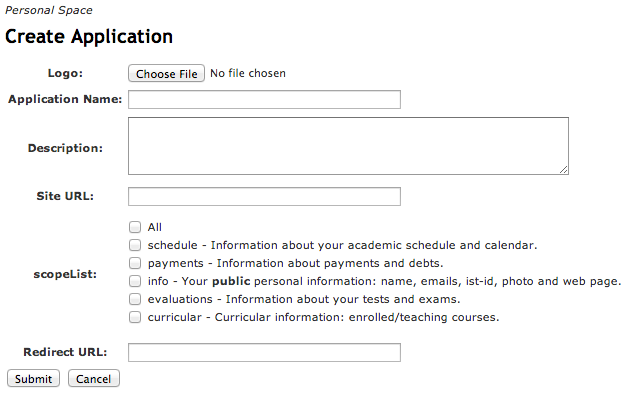 Personal Space
Create Application
Logo: Choose File No file chosen
Application Name:
Description:
Site URL:
All
schedule - Information about your academic schedule and calendar.
payments - Information about payments and debts.
scopeList: info - Your public personal information: name, emails, ist-id, photo and web page.
evaluations - Information about your tests and exams.
curricular - Curricular information: enrolled/teaching courses.
Redirect URL:
Submit Cancel